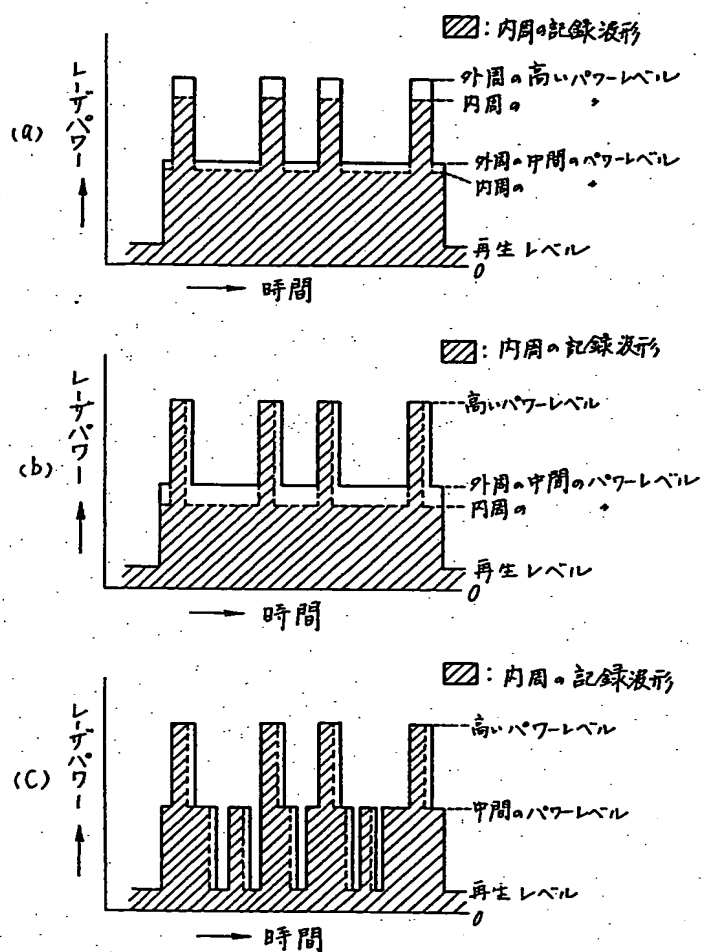 :内周の記録波形
レーザパワー
(a)
外周の高いパワーレベル
内周の 〃
外周の中間のパワーレベル
内周の 〃
再生レベル
0
時間
:内周の記録波形
レーザパワー
(b)
高いパワーレベル
外周の中間のパワーレベル
内周の 〃
再生レベル
0
時間
:内周の記録波形
レーザパワー
(C)
高いパワーレベル
中間のパワーレベル
再生レベル
0
時間